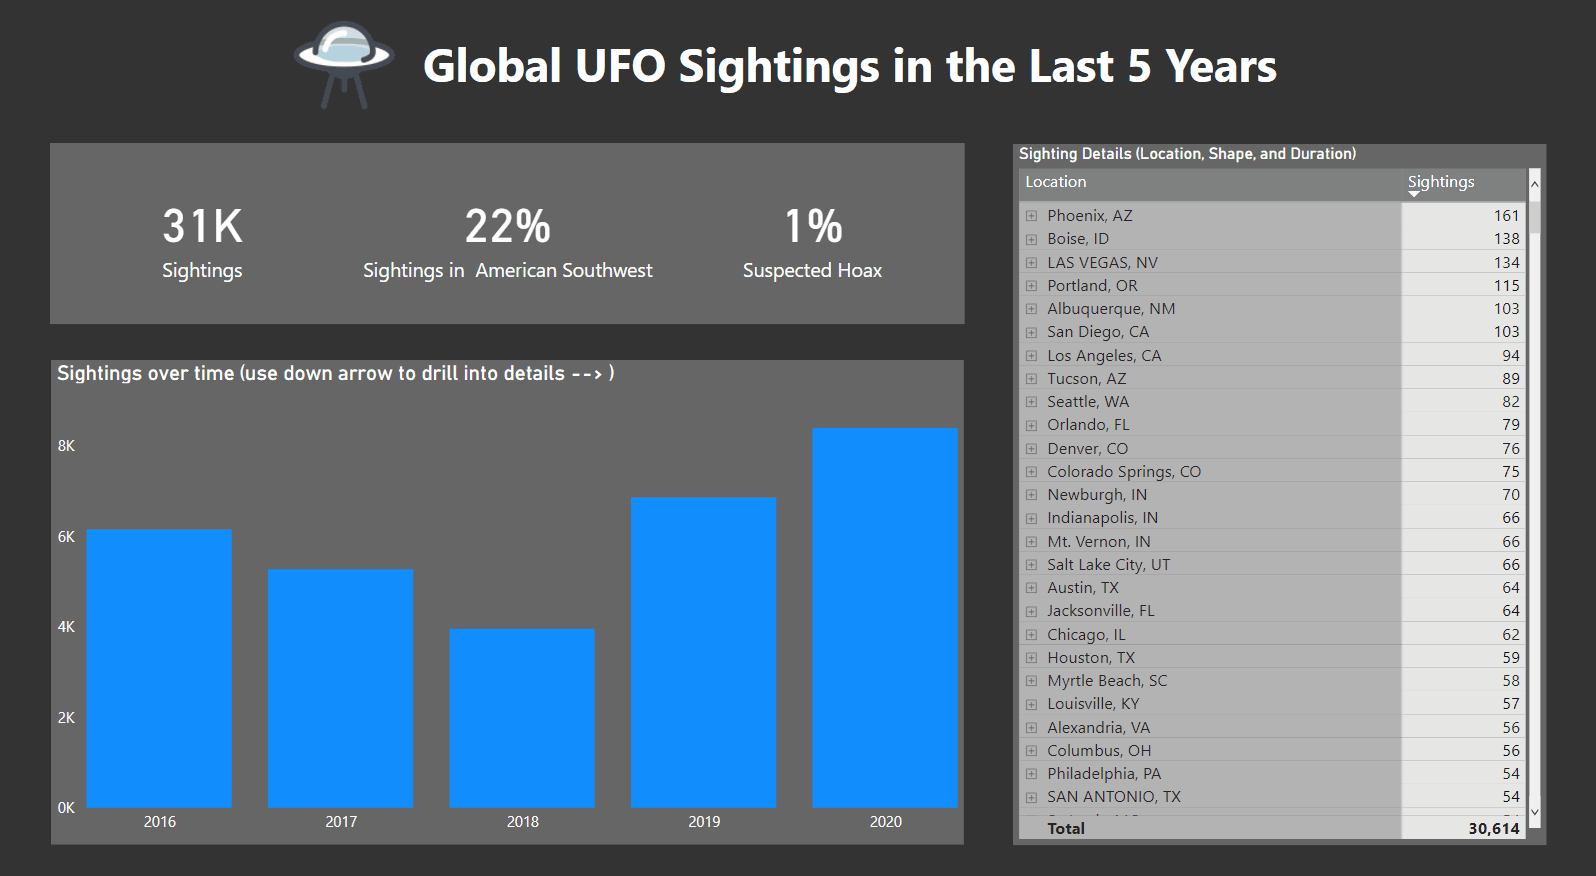 Global UFO Sightings in the Last 5 Years
31K
Sightings
22%
Sightings in  American Southwest
1%
Suspected Hoax
Sightings over time (use down arrow to drill into details --> )
8K
6K
4K
2K
0K
2016 2017 2018 2019 2020
Sighting Details (Location, Shape, and Duration)
Location Sightings
Phoenix, AZ 161
Boise, ID 138
LAS VEGAS, NV 134
Portland, OR 115
Albuquerque, NM 103
San Diego, CA 103
Los Angeles, CA 94
Tucson, AZ 89
Seattle, WA 82
Orlando, FL 79
Denver, CO 76
Colorado Springs, CO 75
Newburgh, IN 70
Indianapolis, IN 66
Mt. Vernon, IN 66
Salt Lake City, UT 66
Austin, TX 64
Jacksonville, FL 64
Chicago, IL 62
Houston, TX 59
Myrtle Beach, SC 58
Louisville, KY 57
Alexandria, VA 56
Columbus, OH 56
Philadelphia, PA 54
SAN ANTONIO, TX 54
Total 30,614